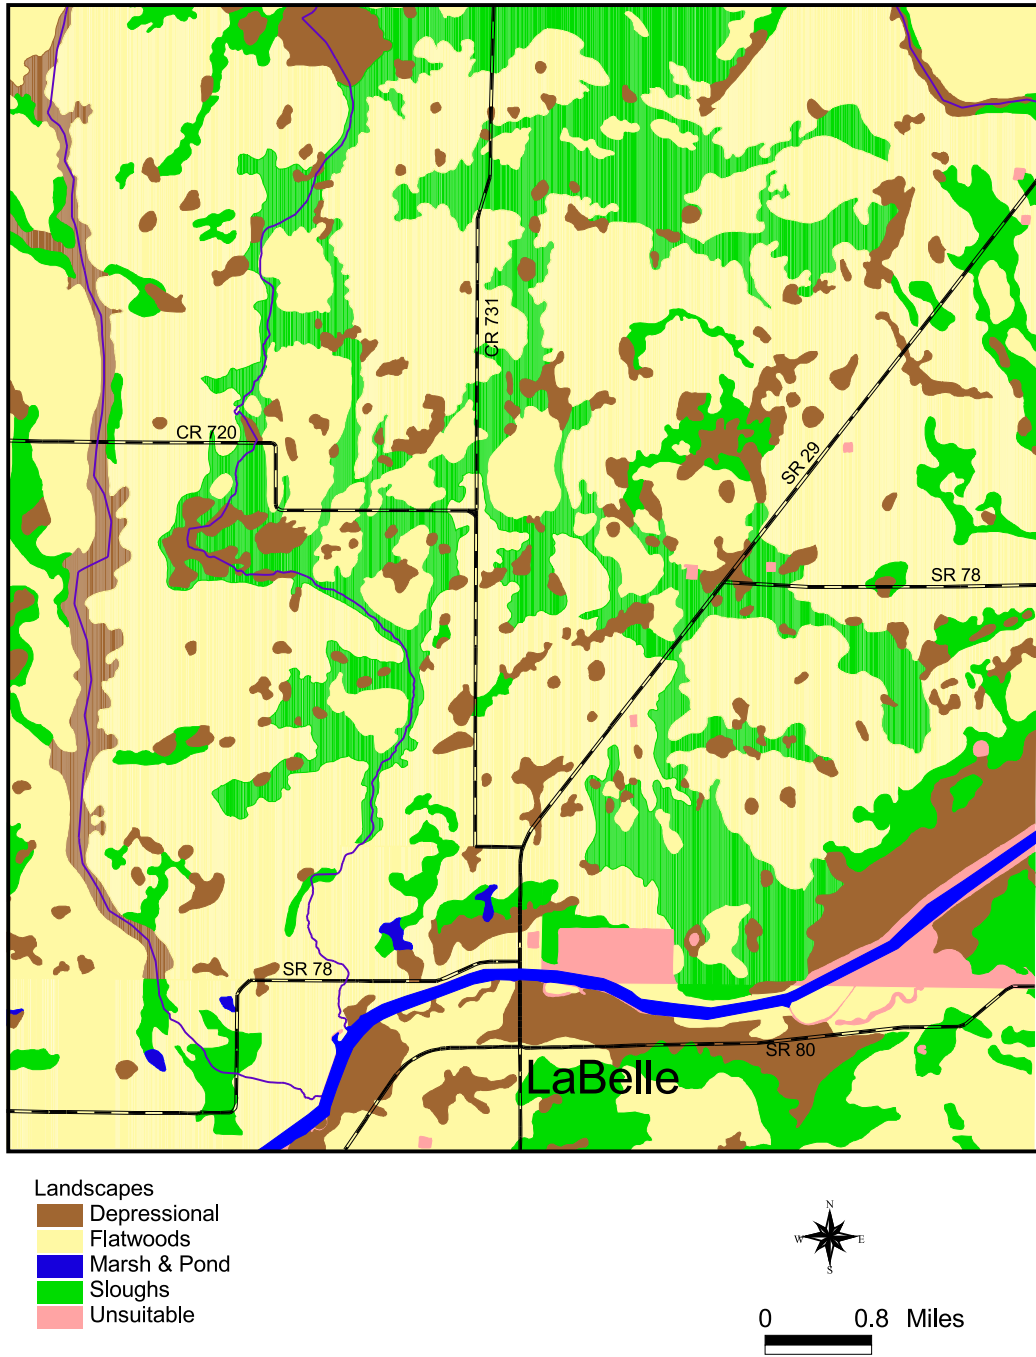 CR 731
CR 720
SR 29
SR 78
SR 78
SR 80
LaBelle
Landscapes
Depressional
Flatwoods
Marsh & Pond
Sloughs
Unsuitable
N
W E
S
0 0.8 Miles